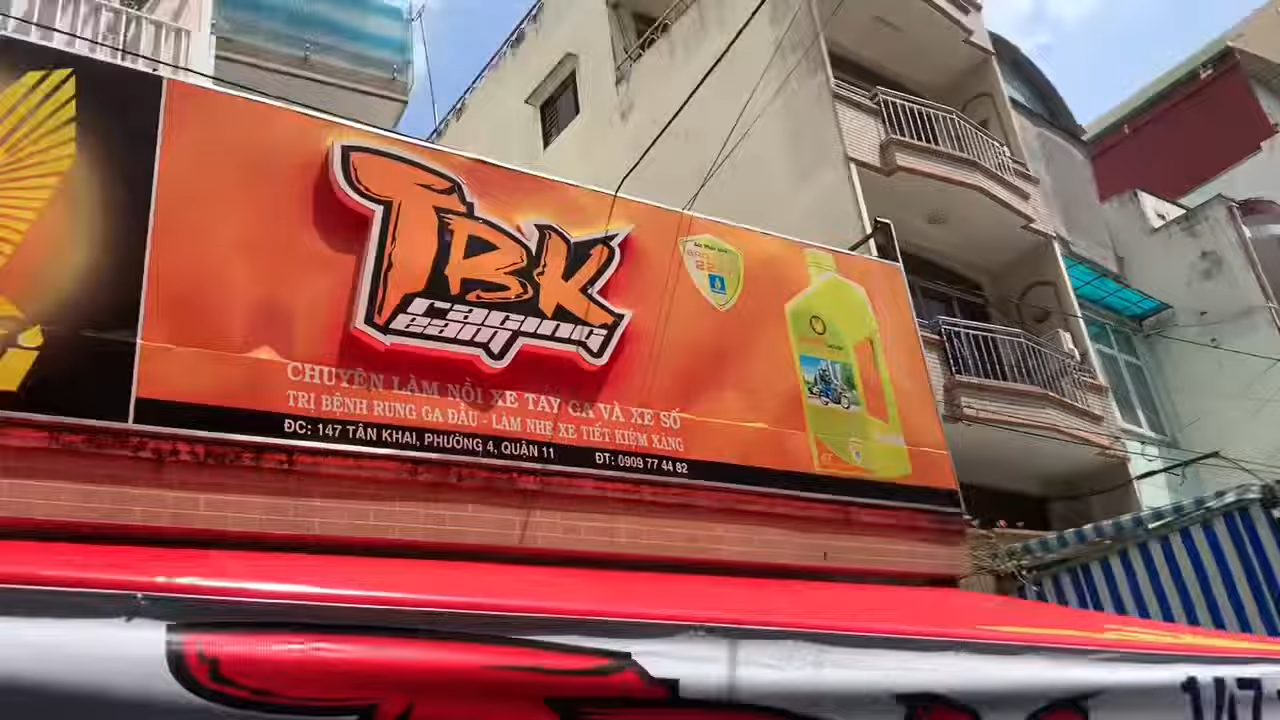 TBK
racing
team
CHUYÊN LÀM NỒI XE TAY GA VÀ XE SỐ
TRỊ BỆNH RUNG GA ĐẦU - LÀM NHẸ XE TIẾT KIỆM XĂNG
ĐC: 147 TÂN KHAI, PHƯỜNG 4, QUẬN 11
ĐT: 0909 77 44 82
147